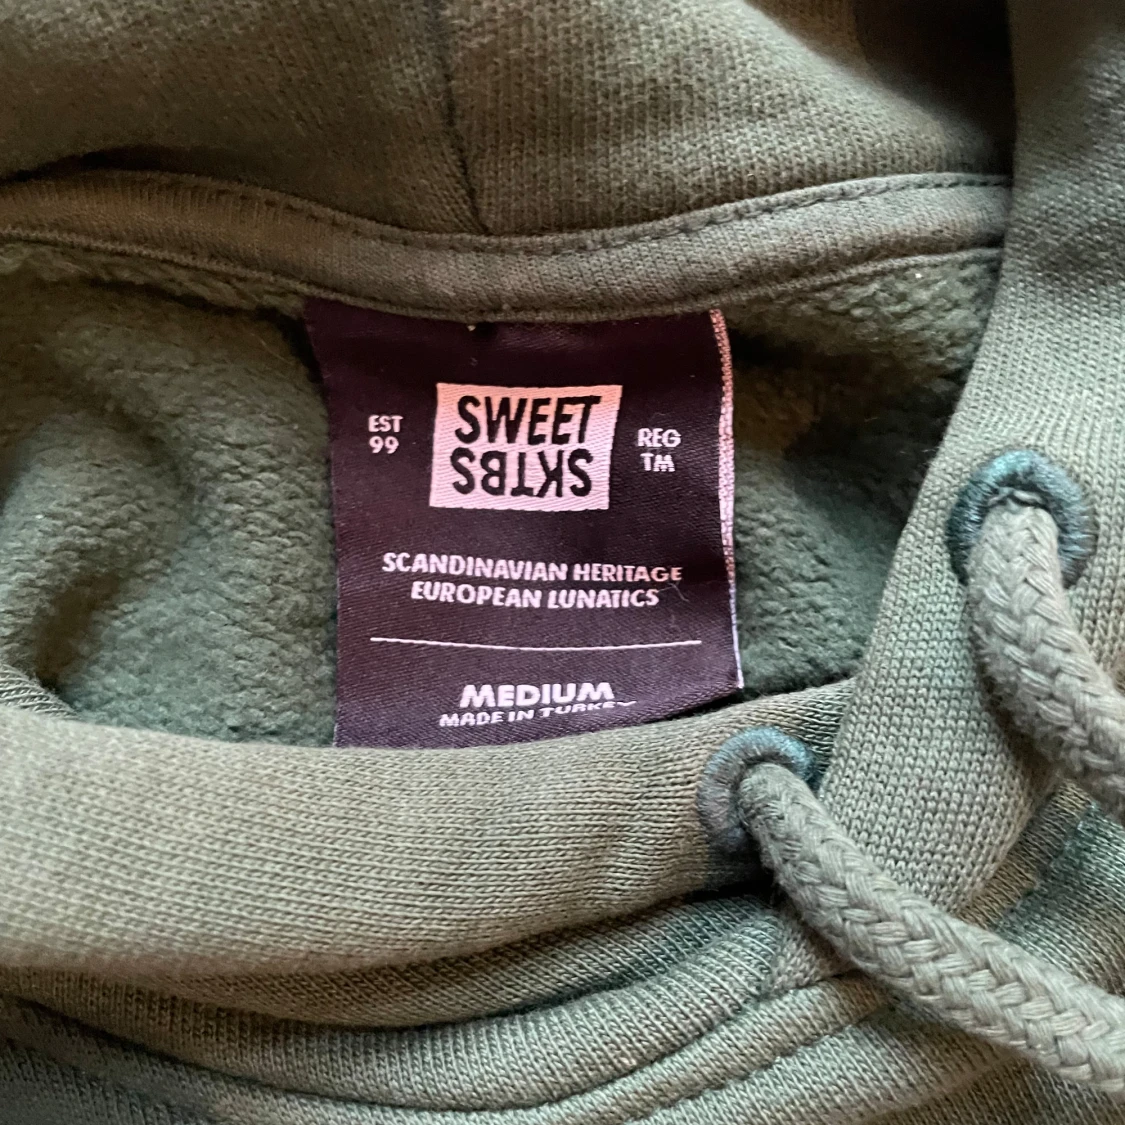 EST
99
SWEET
SKTBS
REG
TM
SCANDINAVIAN HERITAGE
EUROPEAN LUNATICS
MEDIUM
MADE IN TURKEY